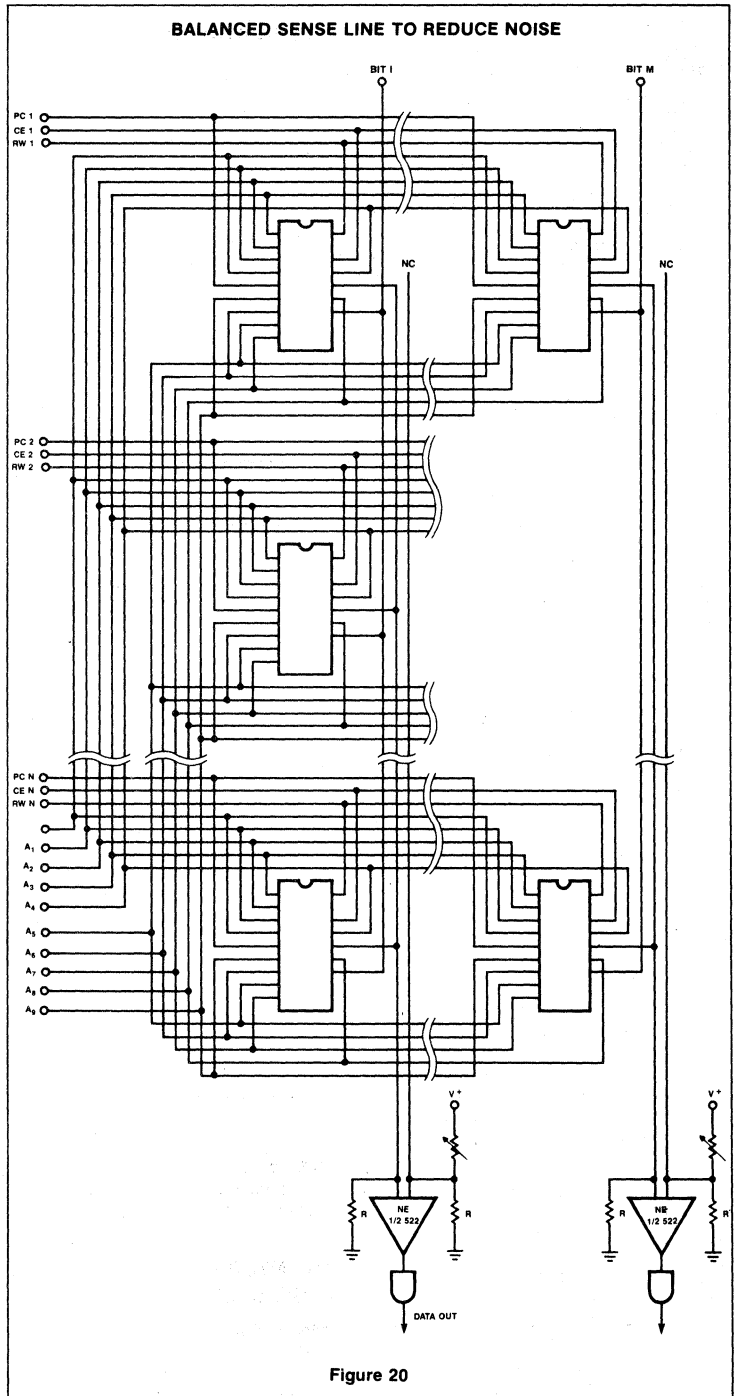 BALANCED SENSE LINE TO REDUCE NOISE
BIT I
BIT M
PC 1
CE 1
RW 1
NC
NC
PC 2
CE 2
RW 2
PC N
CE N
RW N
A1
A2
A3
A4
A5
A6
A7
A8
A9
V+
V+
R
NE
1/2 522
R
R
NE
1/2 522
R
DATA OUT
Figure 20